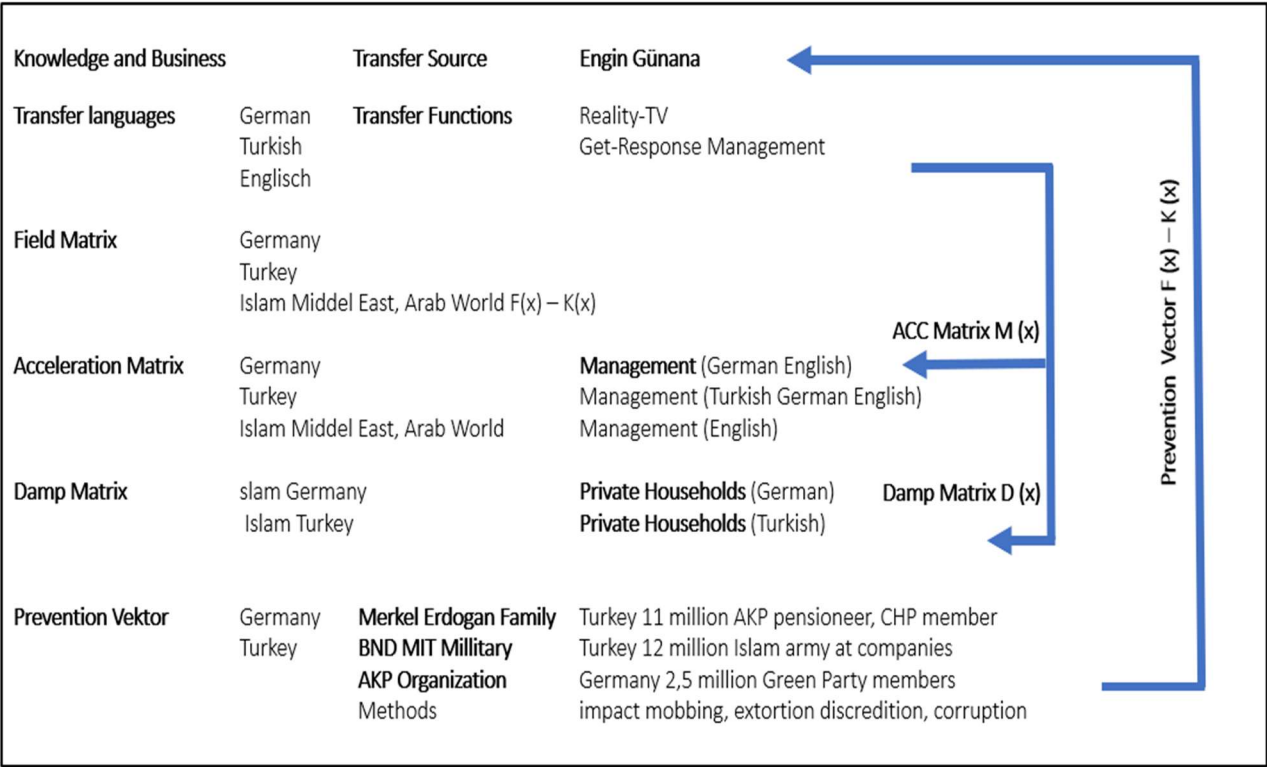 Knowledge and Business Transfer Source Engin Günana
Transfer languages German Transfer Functions Reality-TV
Turkish Get-Response Management
Englisch
Field Matrix Germany
Turkey
Islam Middel East, Arab World F(x) – K(x)
ACC Matrix M (x)
Acceleration Matrix Germany Management (German English)
Turkey Management (Turkish German English)
Islam Middel East, Arab World Management (English)
Damp Matrix slam Germany Private Households (German) Damp Matrix D (x)
Islam Turkey Private Households (Turkish)
Prevention Vektor Germany Merkel Erdogan Family Turkey 11 million AKP pensioneer, CHP member
Turkey BND MIT Millitary Turkey 12 million Islam army at companies
AKP Organization Germany 2,5 million Green Party members
Methods impact mobbing, extortion discredition, corruption
Prevention Vector F (x) – K (x)